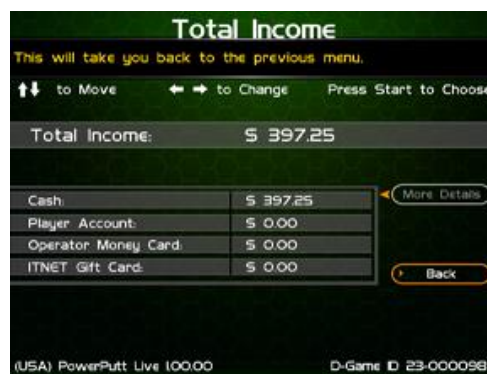 Total Income
This will take you back to the previous menu.
to Move to Change Press Start to Choose
Total Income: $ 397.25
More Details
Cash: $ 397.25
Player Account: $ 0.00
Operator Money Card: $ 0.00
ITNET Gift Card: $ 0.00
Back
(USA) PowerPutt Live 1.00.00 D-Game ID 23-000098